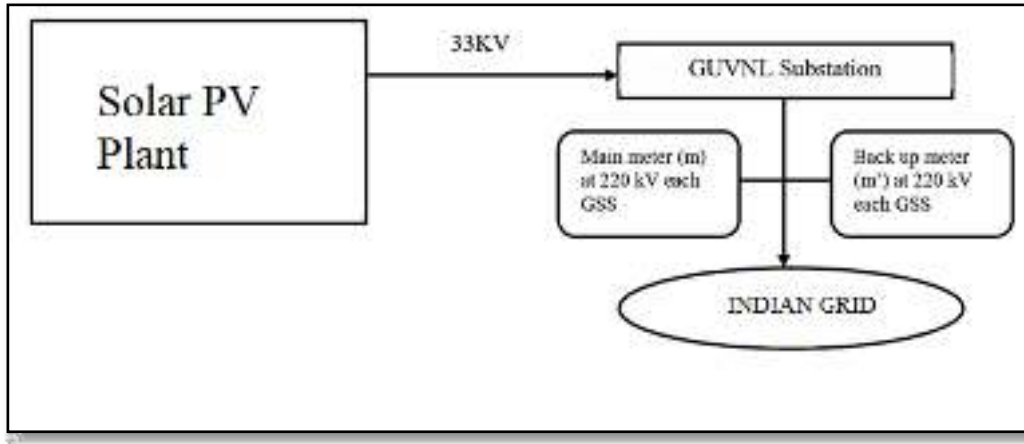 33KV
Solar PV
Plant
GUVNL Substation
Main meter (m)
at 220 kV each
GSS
Back up meter
(m') at 220 kV
each GSS
INDIAN GRID